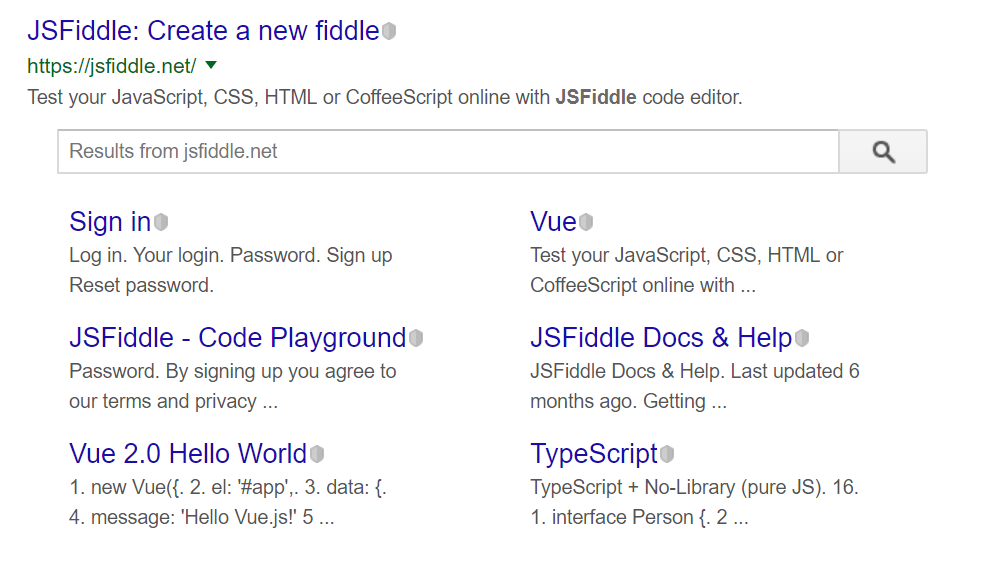 JSFiddle: Create a new fiddle
https://jsfiddle.net/
Test your JavaScript, CSS, HTML or CoffeeScript online with JSFiddle code editor.
Results from jsfiddle.net
Sign in
Log in. Your login. Password. Sign up
Reset password.
Vue
Test your JavaScript, CSS, HTML or
CoffeeScript online with ...
JSFiddle - Code Playground
Password. By signing up you agree to
our terms and privacy ...
JSFiddle Docs & Help
JSFiddle Docs & Help. Last updated 6
months ago. Getting ...
Vue 2.0 Hello World
1. new Vue({. 2. el: '#app',. 3. data: {.
4. message: 'Hello Vue.js!' 5 ...
TypeScript
TypeScript + No-Library (pure JS). 16.
1. interface Person {. 2 ...